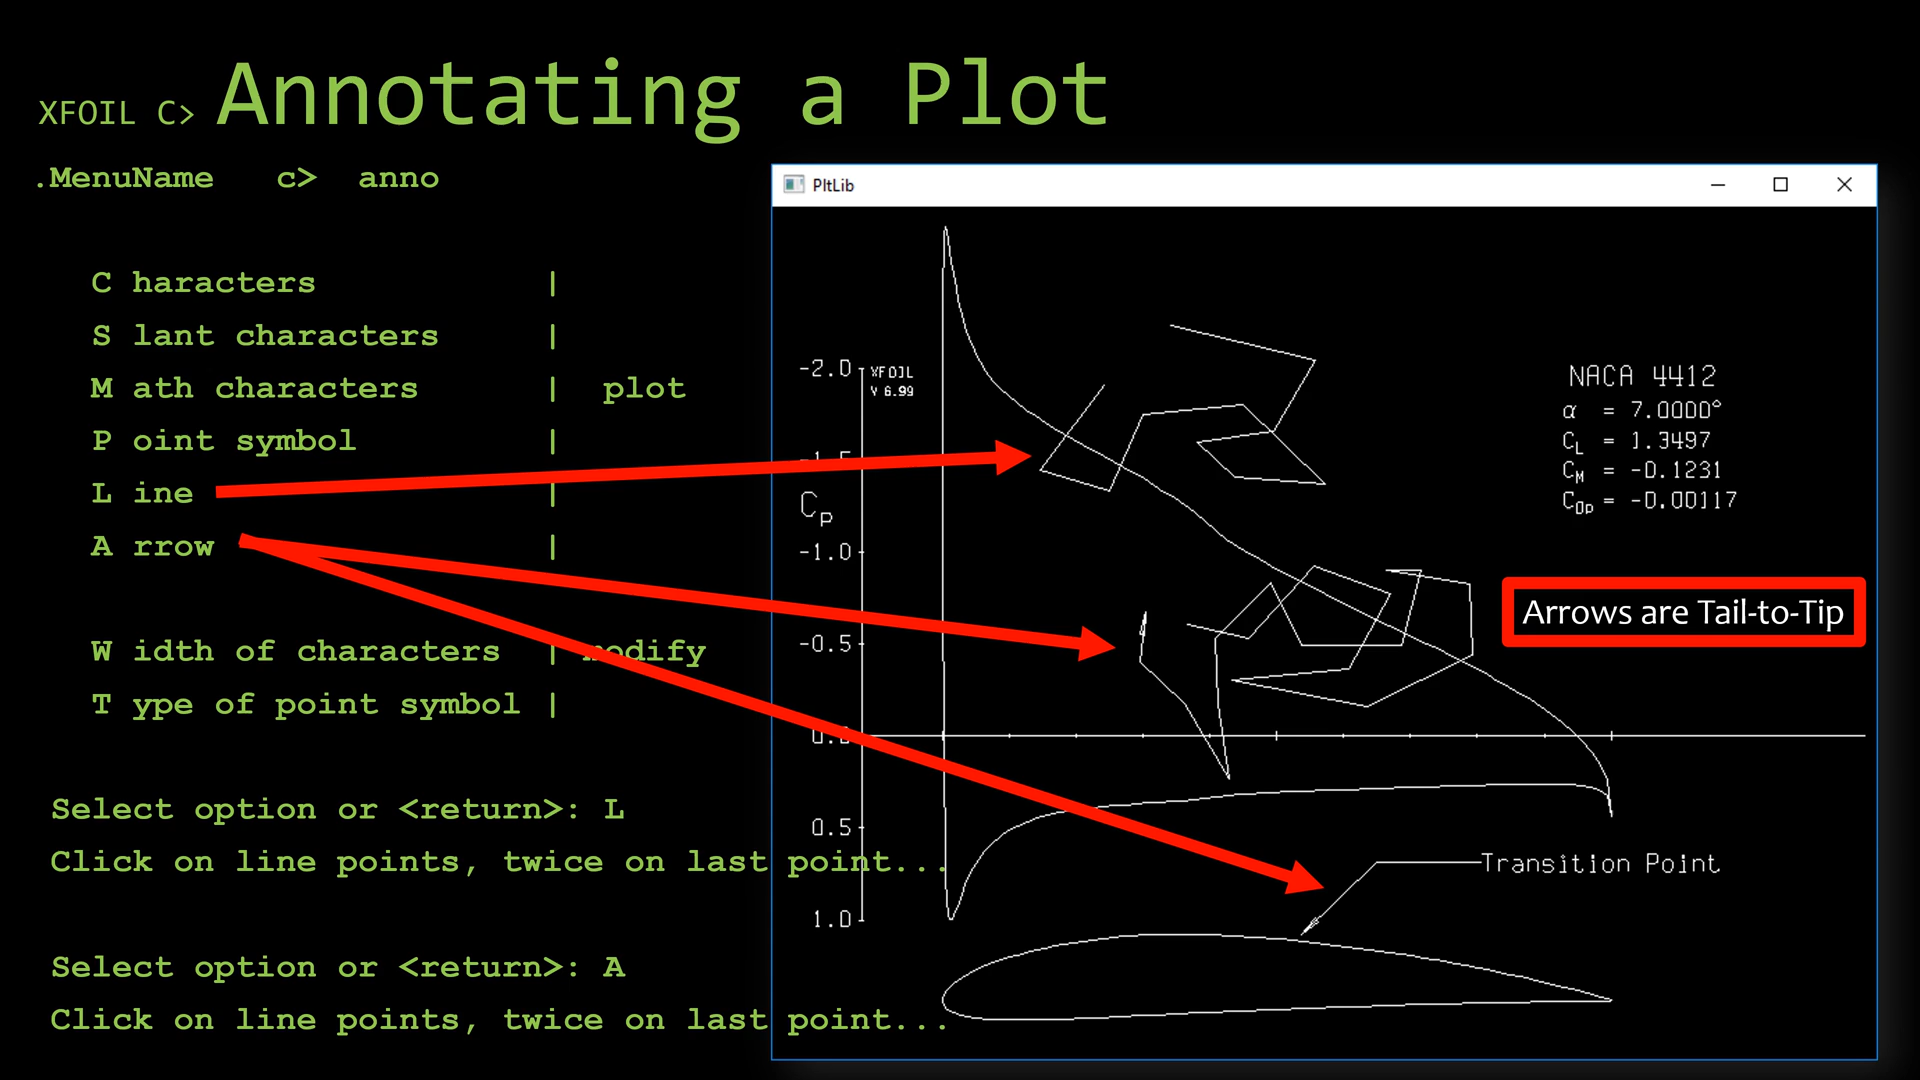 XFOIL C> Annotating a Plot
.MenuName   c>  anno
C haracters            |
S lant characters      |
M ath characters       |  plot
P oint symbol          |
L ine                  |
A rrow                 |
W idth of characters   | modify
T ype of point symbol |
Select option or <return>: L
Click on line points, twice on last point...
Select option or <return>: A
Click on line points, twice on last point...
PltLib
-2.0
XFOIL
V 6.99
-1.5
CP
-1.0
-0.5
0.0
0.5
1.0
NACA 4412
α = 7.0000°
CL = 1.3497
CM = -0.1231
CDp = -0.00117
Arrows are Tail-to-Tip
Transition Point